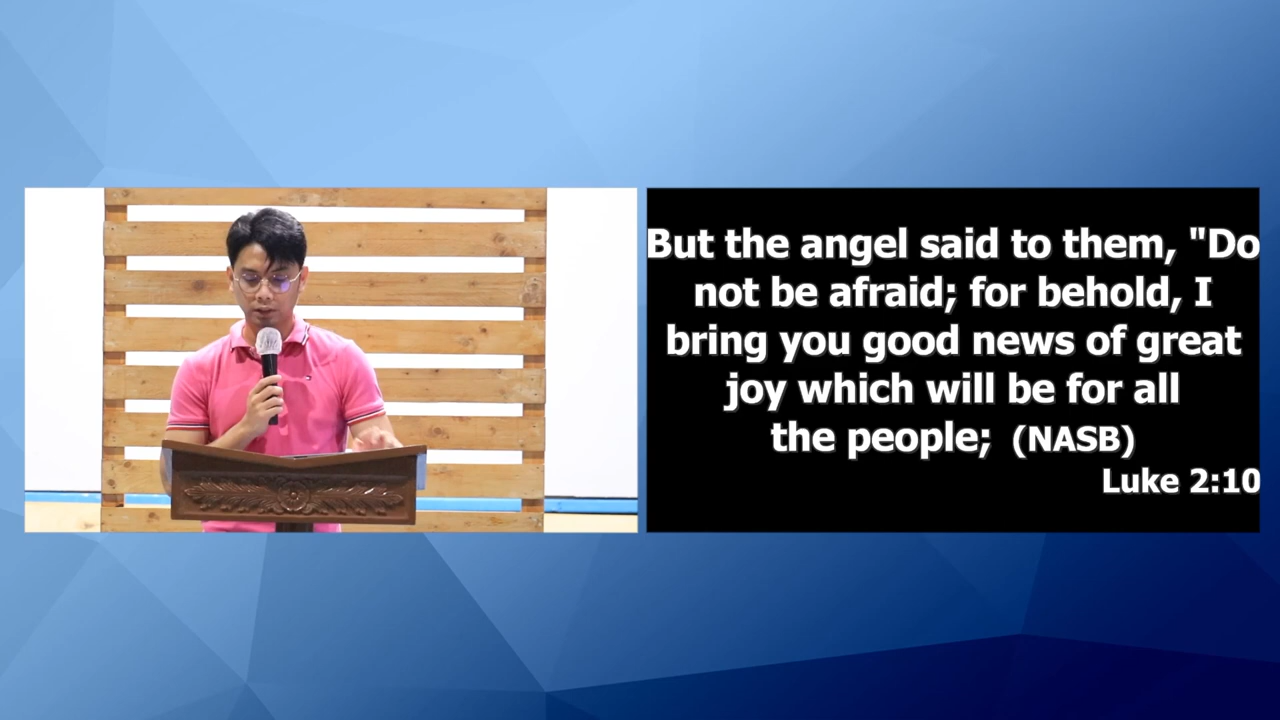 But the angel said to them, "Do
not be afraid; for behold, I
bring you good news of great
joy which will be for all
the people; (NASB)
Luke 2:10